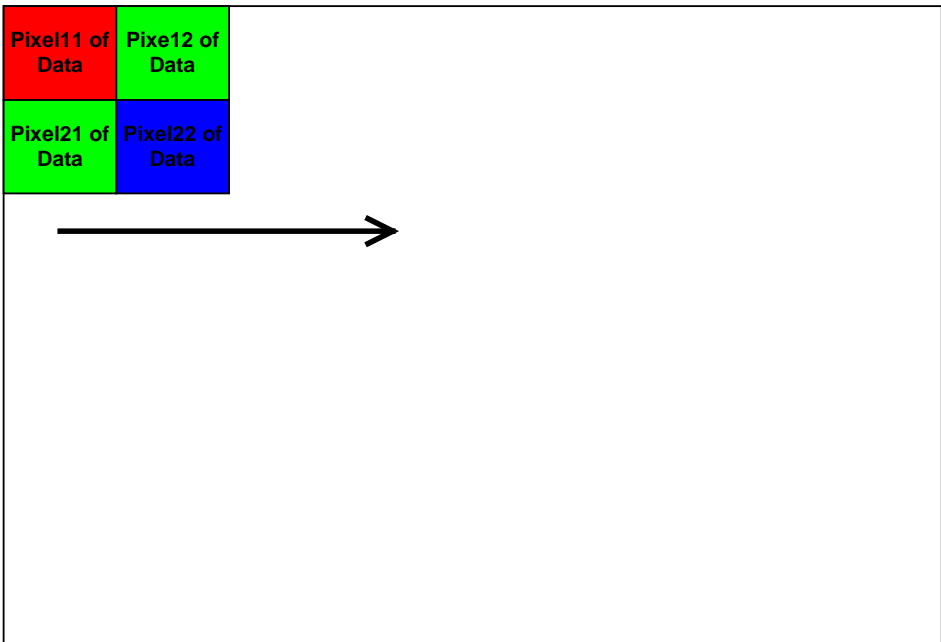 Pixel11 of
Data
Pixe12 of
Data
Pixel21 of
Data
Pixel22 of
Data